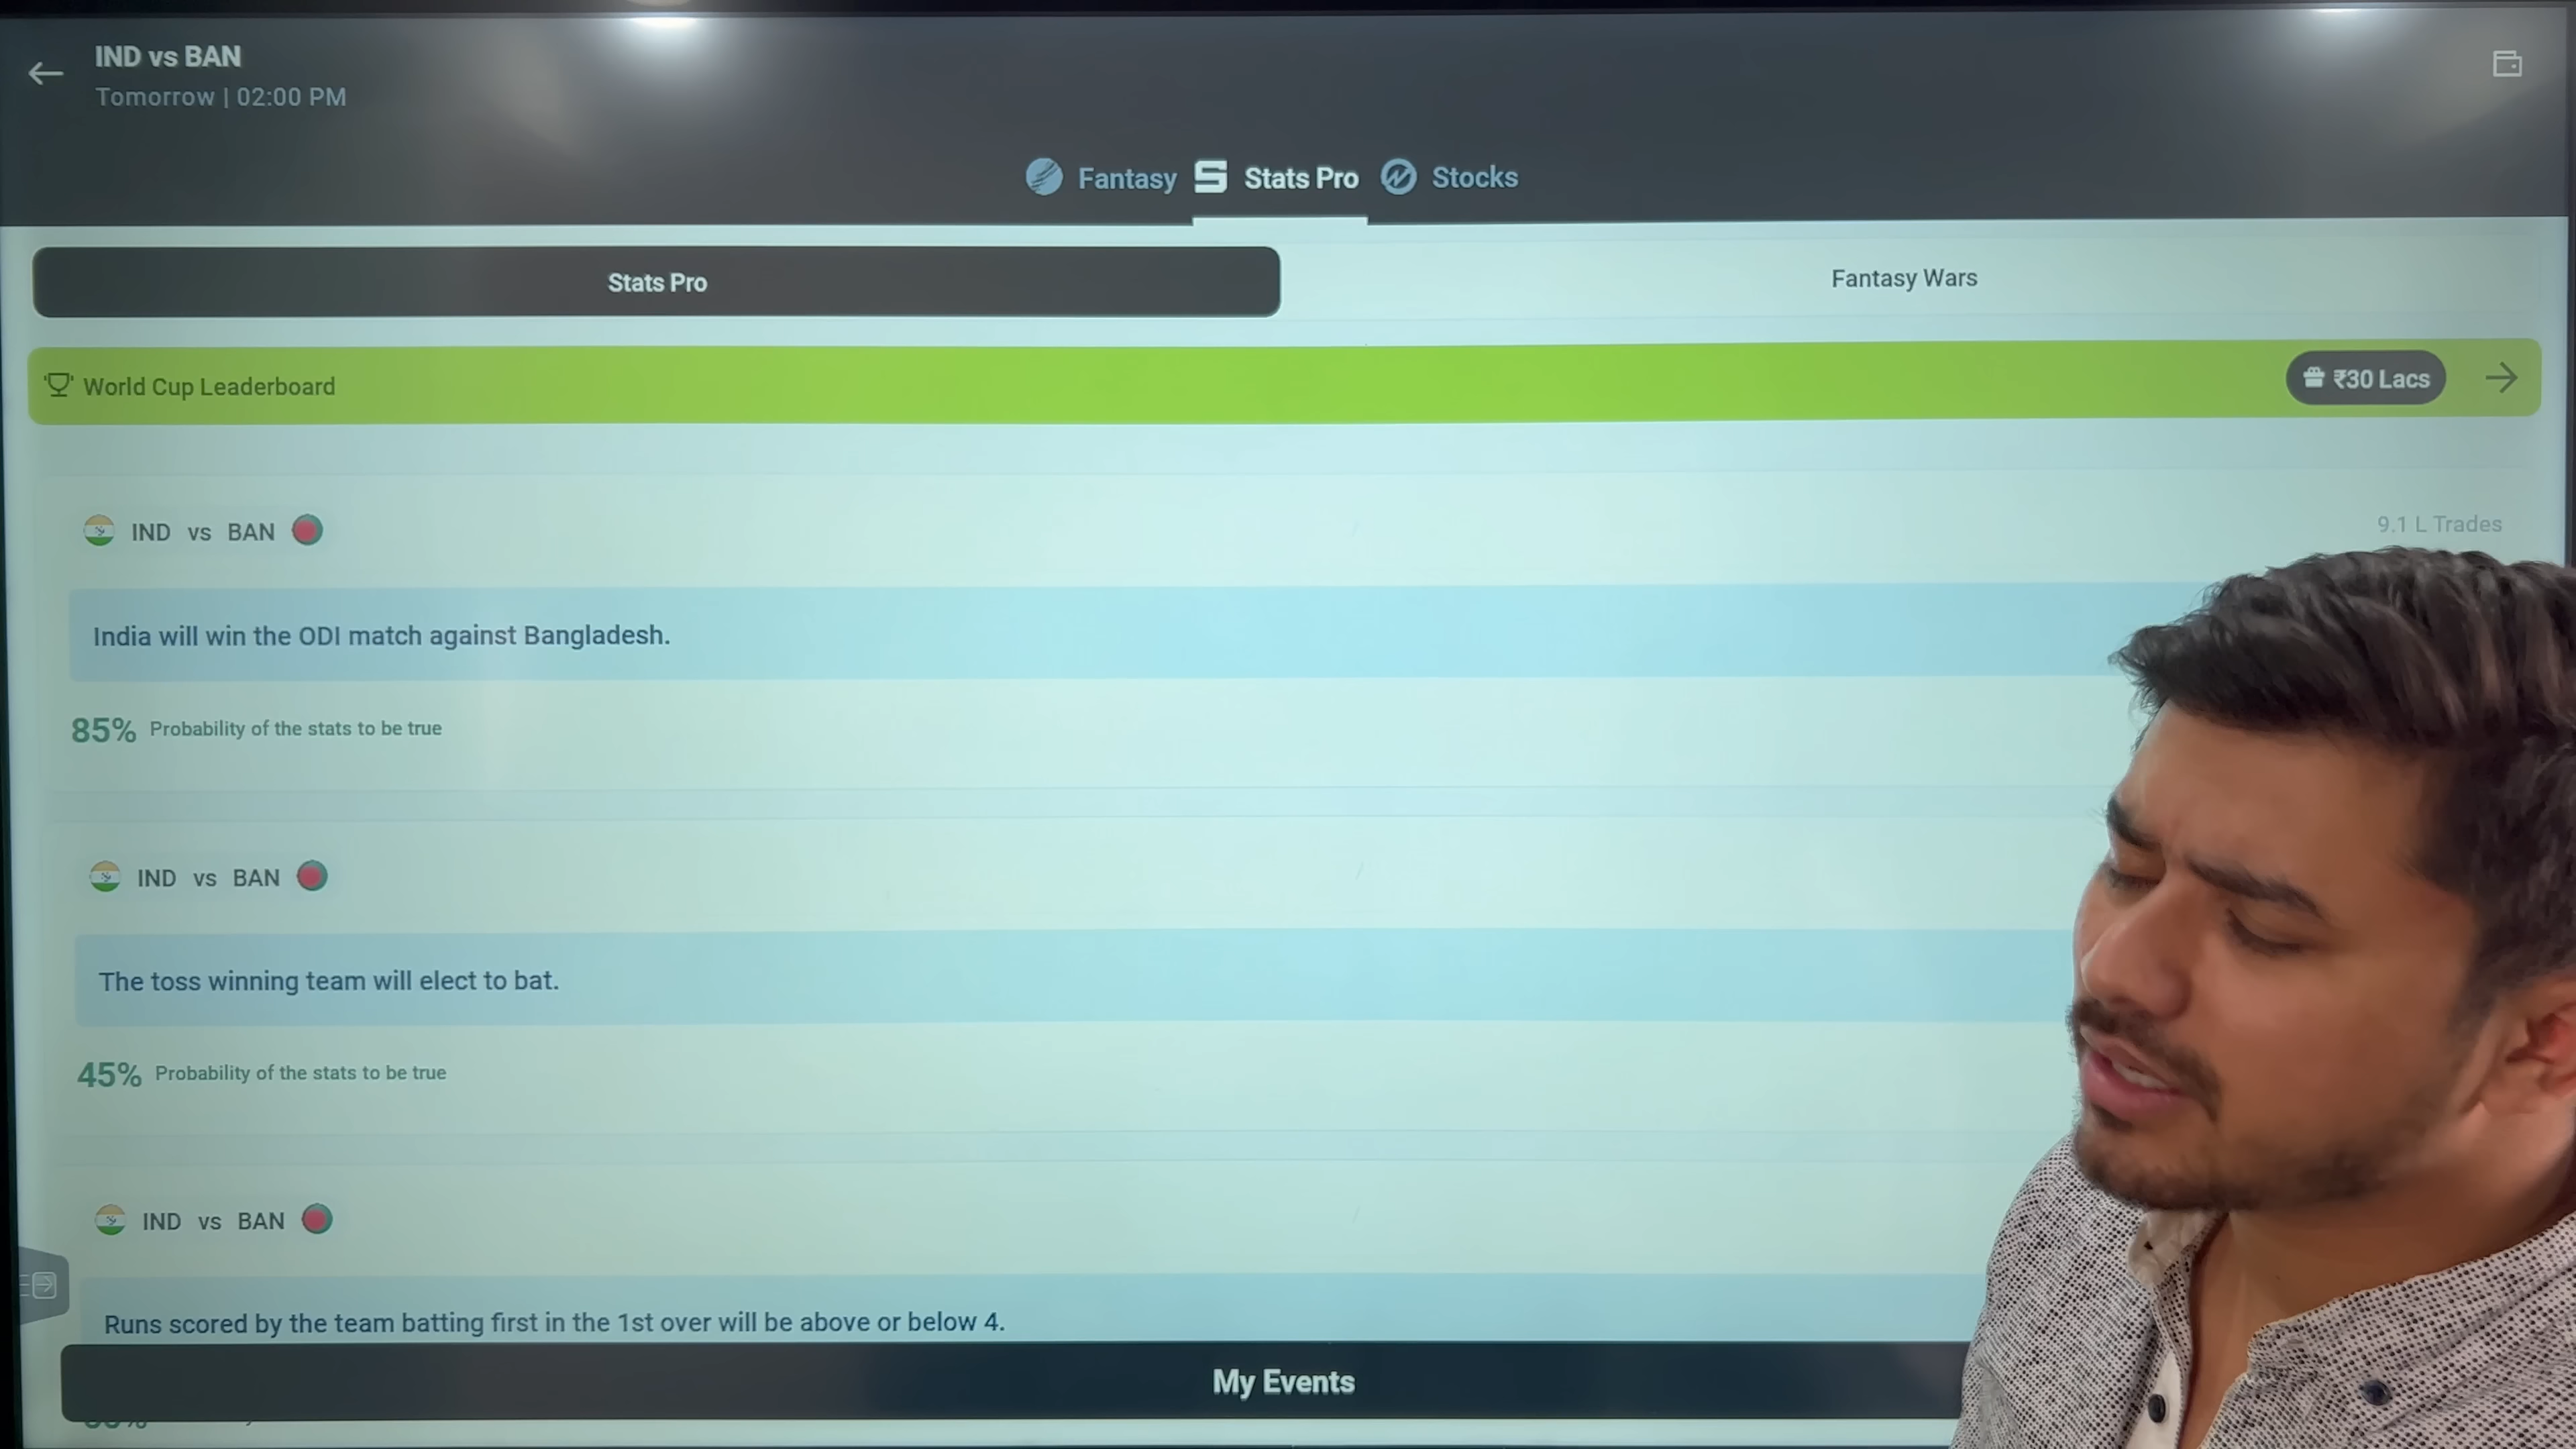 IND vs BAN
Tomorrow | 02:00 PM
Fantasy Stats Pro Stocks
Stats Pro Fantasy Wars
World Cup Leaderboard ₹30 Lacs
IND vs BAN 9.1 L Trades
India will win the ODI match against Bangladesh.
85% Probability of the stats to be true
IND vs BAN
The toss winning team will elect to bat.
45% Probability of the stats to be true
IND vs BAN
Runs scored by the team batting first in the 1st over will be above or below 4.
My Events